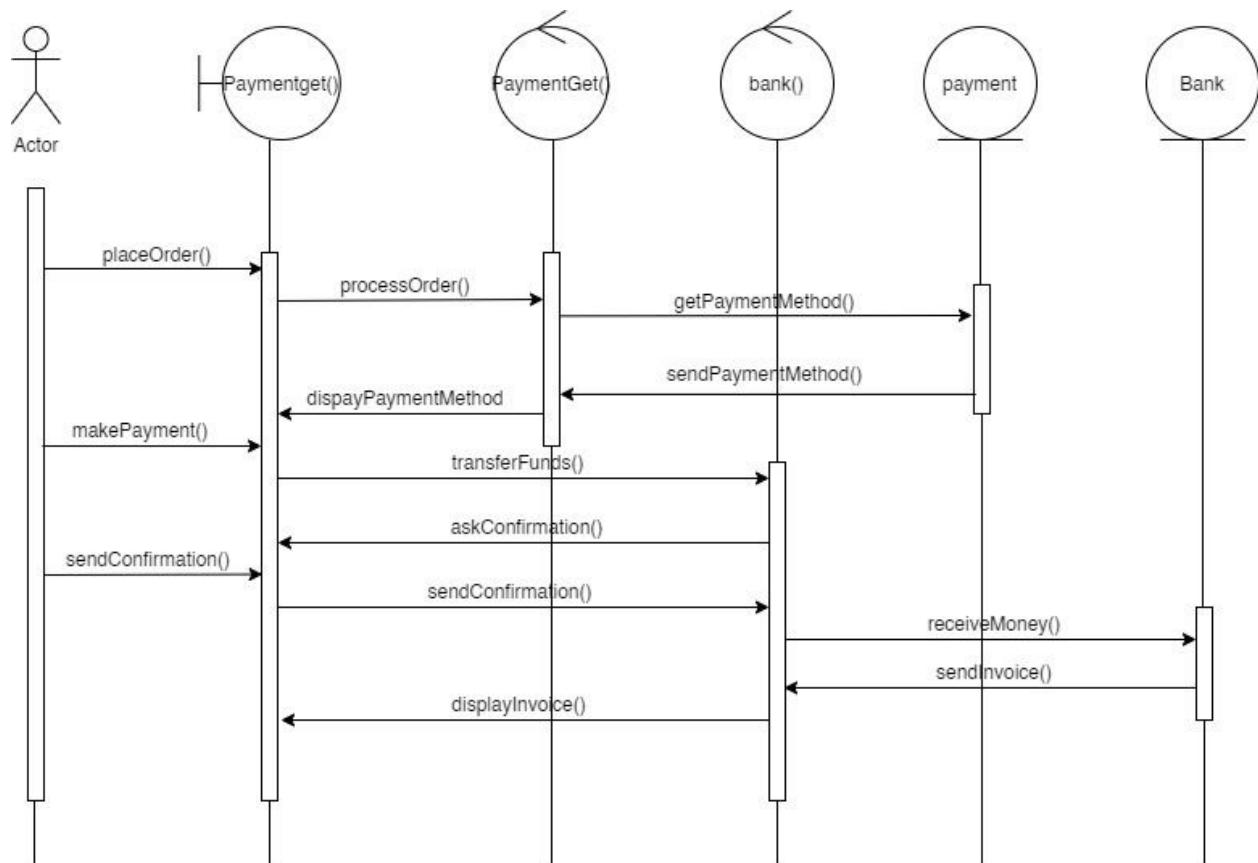 Paymentget()
PaymentGet()
bank()
payment
Bank
Actor
placeOrder()
processOrder()
getPaymentMethod()
sendPaymentMethod()
dispayPaymentMethod
makePayment()
transferFunds()
askConfirmation()
sendConfirmation()
sendConfirmation()
receiveMoney()
sendInvoice()
displayInvoice()